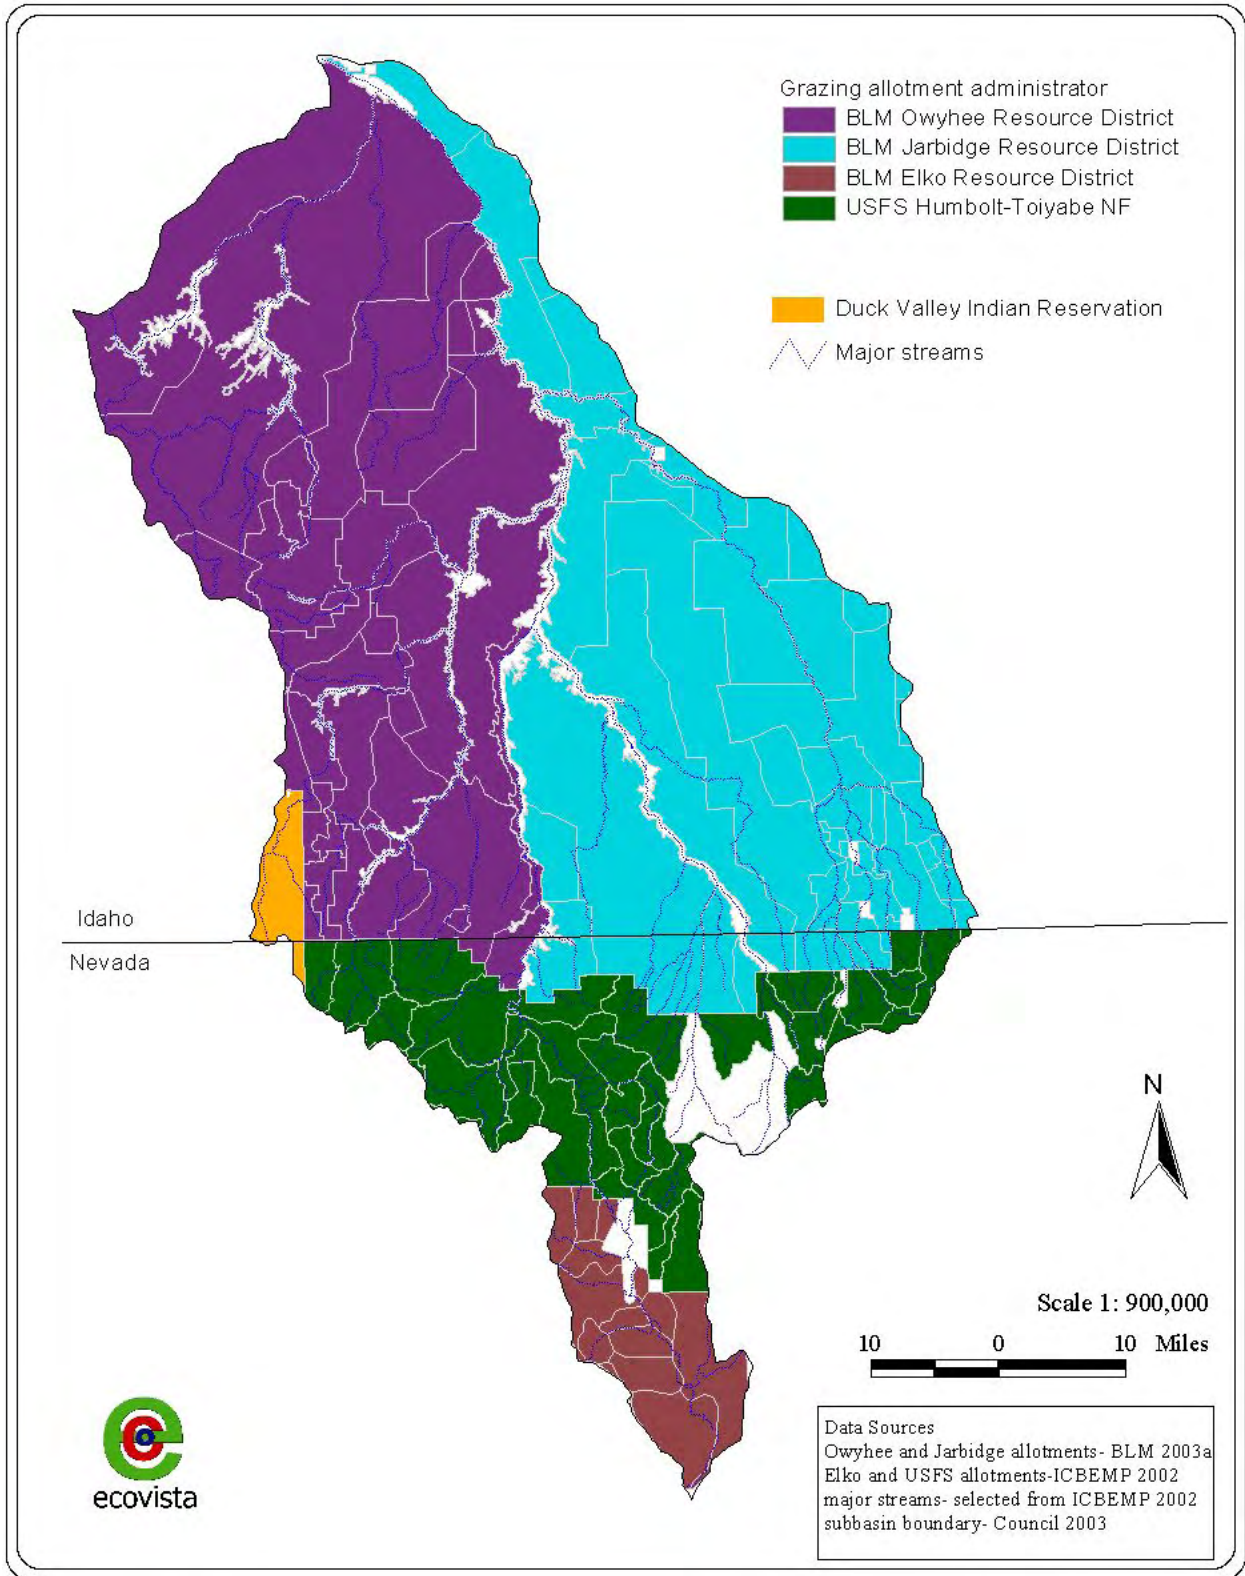 Grazing allotment administrator
BLM Owyhee Resource District
BLM Jarbidge Resource District
BLM Elko Resource District
USFS Humbolt-Toiyabe NF
Duck Valley Indian Reservation
Major streams
Idaho
Nevada
N
Scale 1: 900,000
10 0 10 Miles
Data Sources
Owyhee and Jarbidge allotments- BLM 2003a
Elko and USFS allotments-ICBEMP 2002
major streams- selected from ICBEMP 2002
subbasin boundary- Council 2003
ecovista